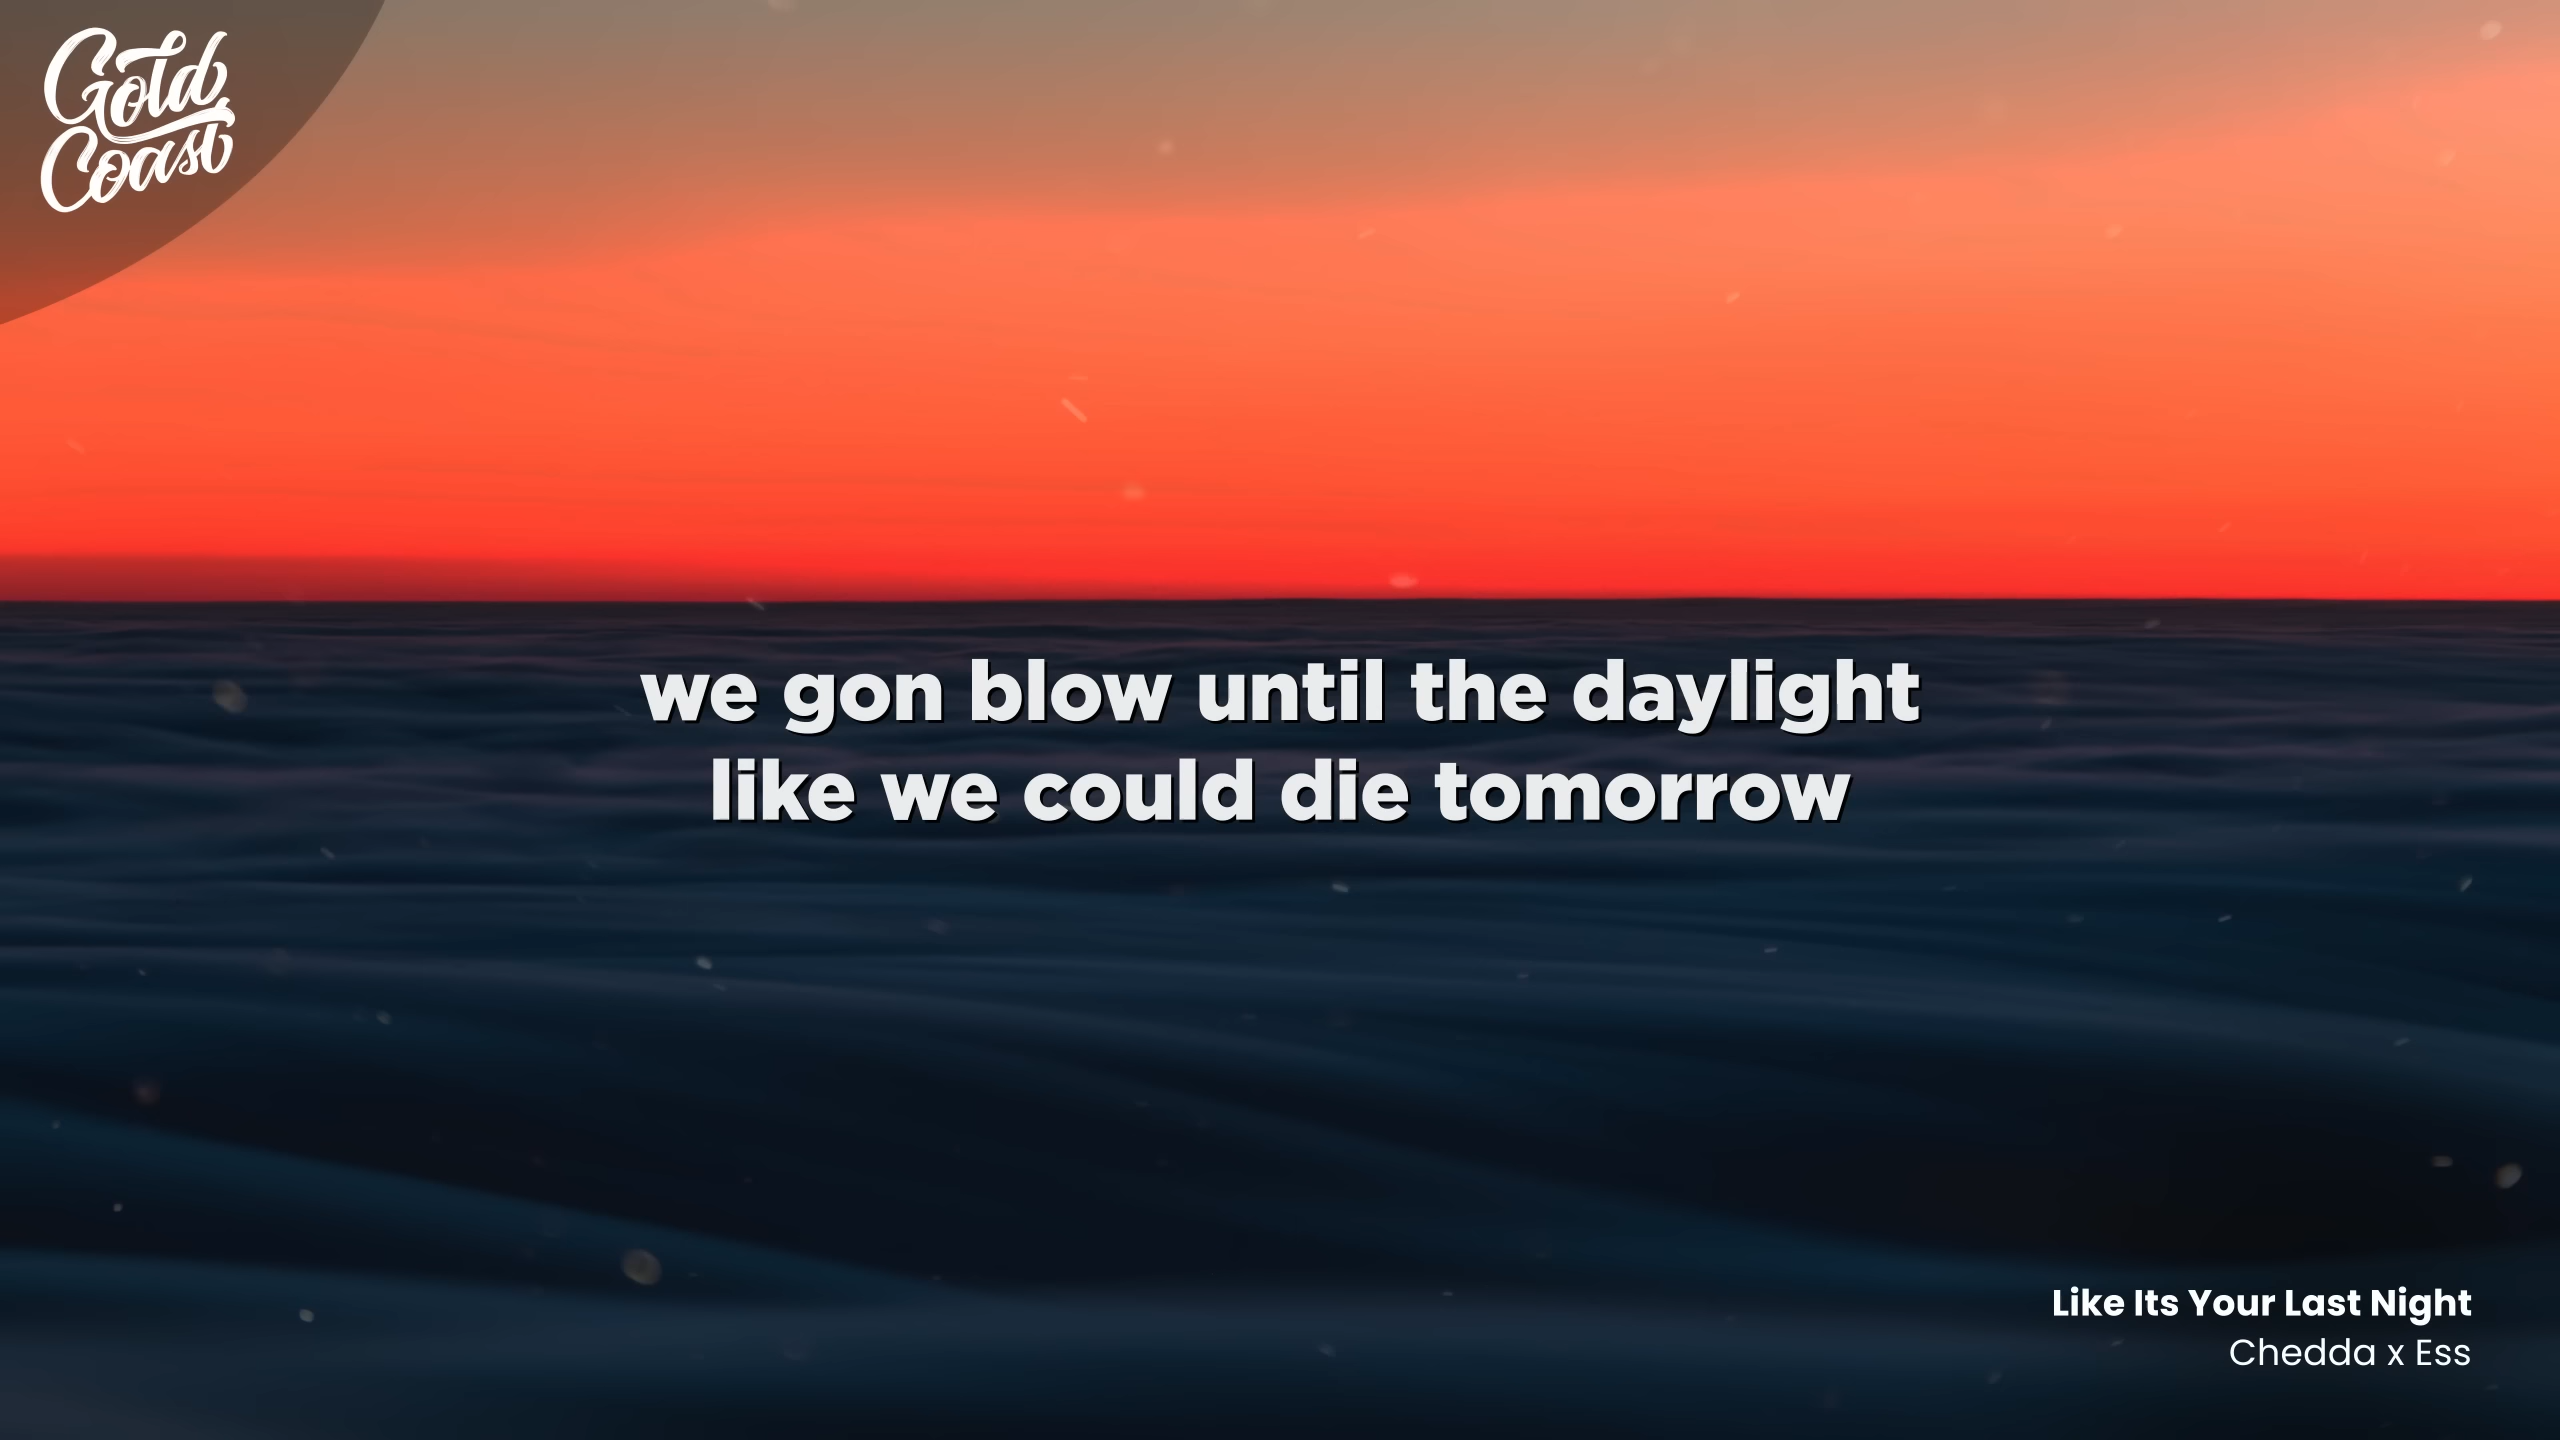 Gold
Coast
we gon blow until the daylight
like we could die tomorrow
Like Its Your Last Night
Chedda x Ess